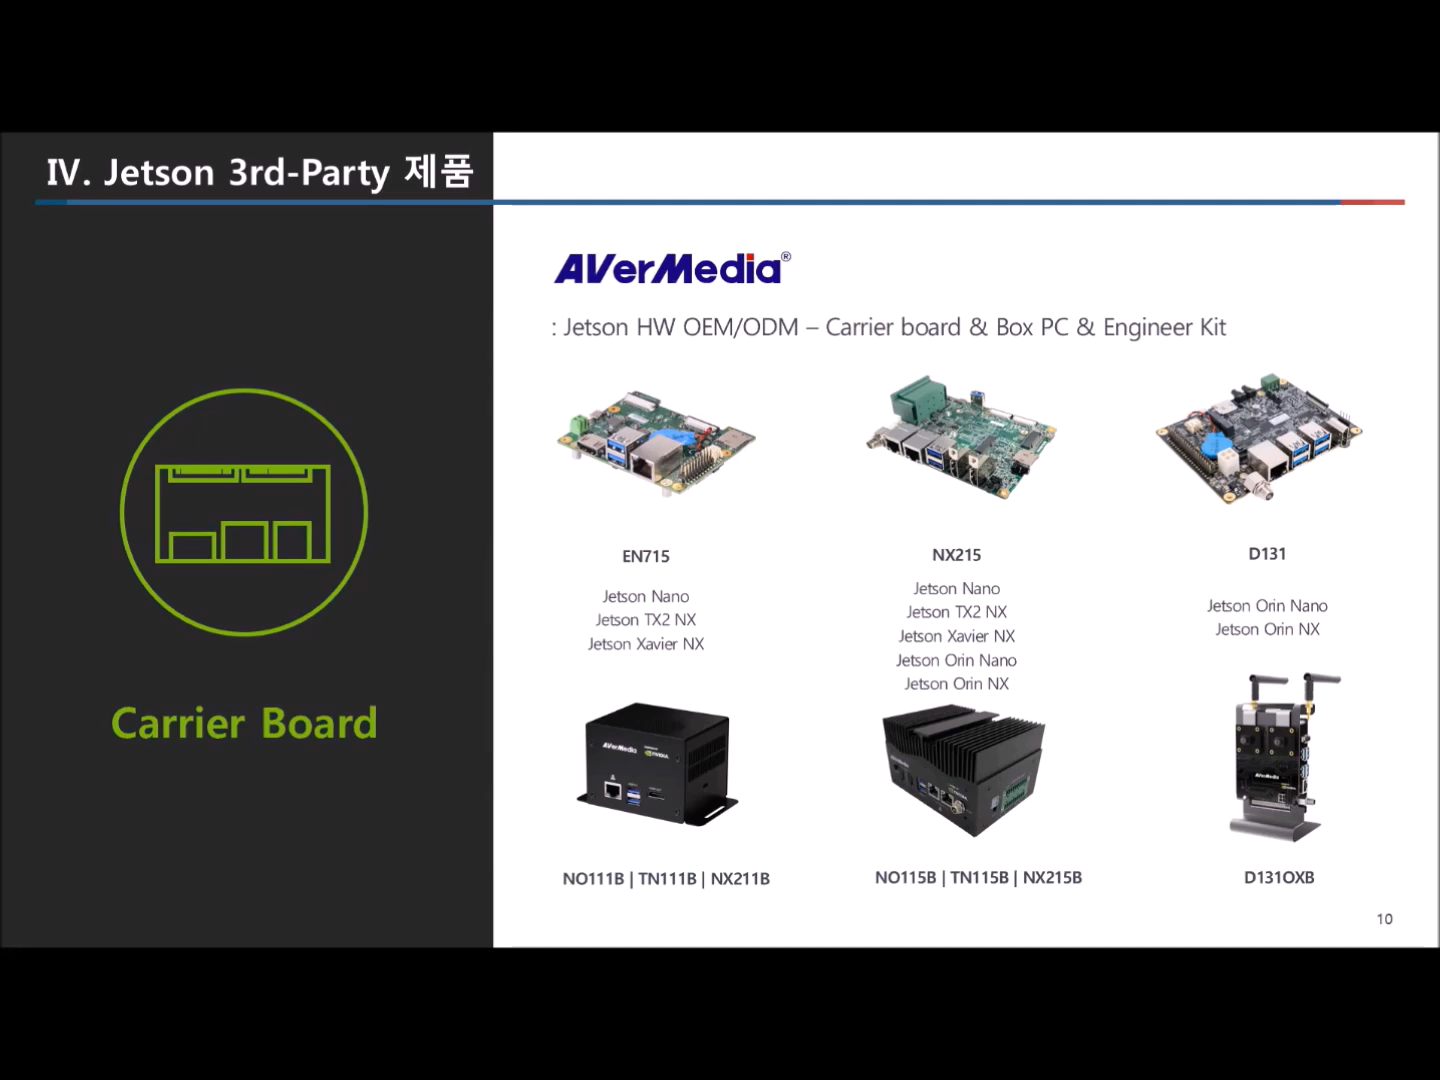 IV. Jetson 3rd-Party 제품
Carrier Board
AVerMedia®
: Jetson HW OEM/ODM – Carrier board & Box PC & Engineer Kit
EN715
Jetson Nano
Jetson TX2 NX
Jetson Xavier NX
NX215
Jetson Nano
Jetson TX2 NX
Jetson Xavier NX
Jetson Orin Nano
Jetson Orin NX
D131
Jetson Orin Nano
Jetson Orin NX
AVerMedia
NVIDIA
AVerMedia
NO111B | TN111B | NX211B
NO115B | TN115B | NX215B
D131OXB
10